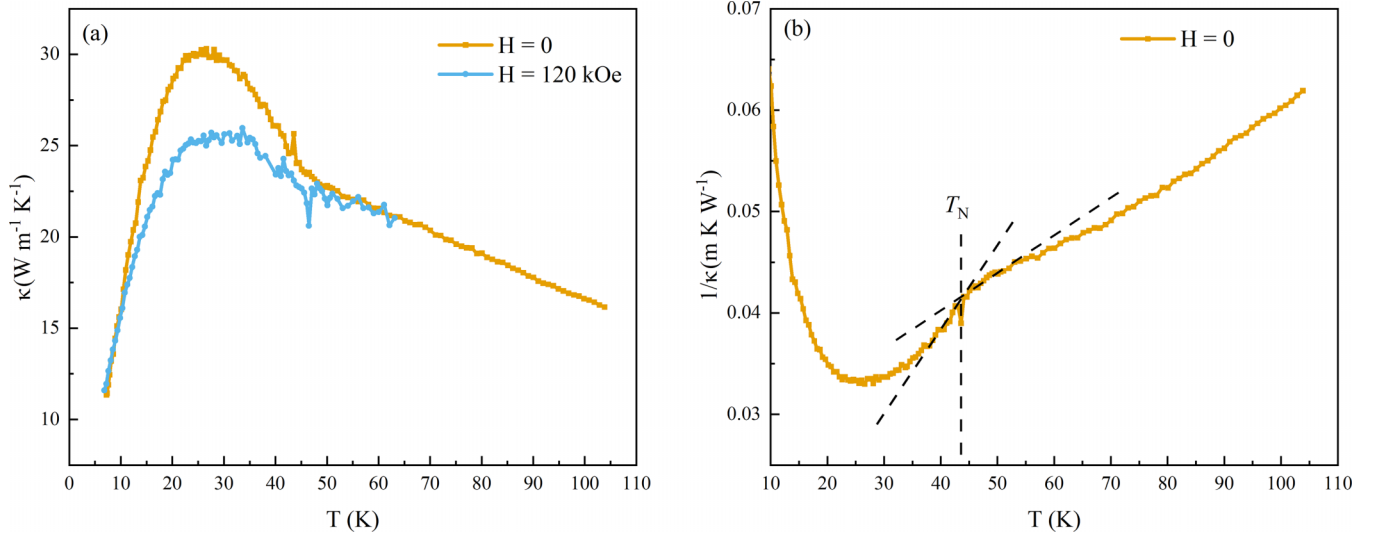 (a)
H = 0
H = 120 kOe
κ(W m⁻¹ K⁻¹)
30
25
20
15
10
0 10 20 30 40 50 60 70 80 90 100 110
T (K)
(b)
H = 0
1/κ(m K W⁻¹)
0.07
0.06
0.05
0.04
0.03
T_N
10 20 30 40 50 60 70 80 90 100 110
T (K)